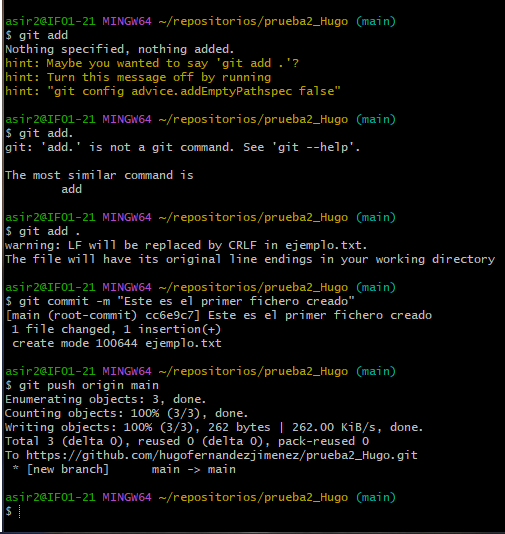 asir2@IFO1-21 MINGW64 ~/repositorios/prueba2_Hugo (main)
$ git add
Nothing specified, nothing added.
hint: Maybe you wanted to say 'git add .'?
hint: Turn this message off by running
hint: "git config advice.addEmptyPathspec false"
asir2@IFO1-21 MINGW64 ~/repositorios/prueba2_Hugo (main)
$ git add.
git: 'add.' is not a git command. See 'git --help'.
The most similar command is
add
asir2@IFO1-21 MINGW64 ~/repositorios/prueba2_Hugo (main)
$ git add .
warning: LF will be replaced by CRLF in ejemplo.txt.
The file will have its original line endings in your working directory
asir2@IFO1-21 MINGW64 ~/repositorios/prueba2_Hugo (main)
$ git commit -m "Este es el primer fichero creado"
[main (root-commit) cc6e9c7] Este es el primer fichero creado
1 file changed, 1 insertion(+)
create mode 100644 ejemplo.txt
asir2@IFO1-21 MINGW64 ~/repositorios/prueba2_Hugo (main)
$ git push origin main
Enumerating objects: 3, done.
Counting objects: 100% (3/3), done.
Writing objects: 100% (3/3), 262 bytes | 262.00 KiB/s, done.
Total 3 (delta 0), reused 0 (delta 0), pack-reused 0
To https://github.com/hugofernandezjimenez/prueba2_Hugo.git
* [new branch]      main -> main
asir2@IFO1-21 MINGW64 ~/repositorios/prueba2_Hugo (main)
$